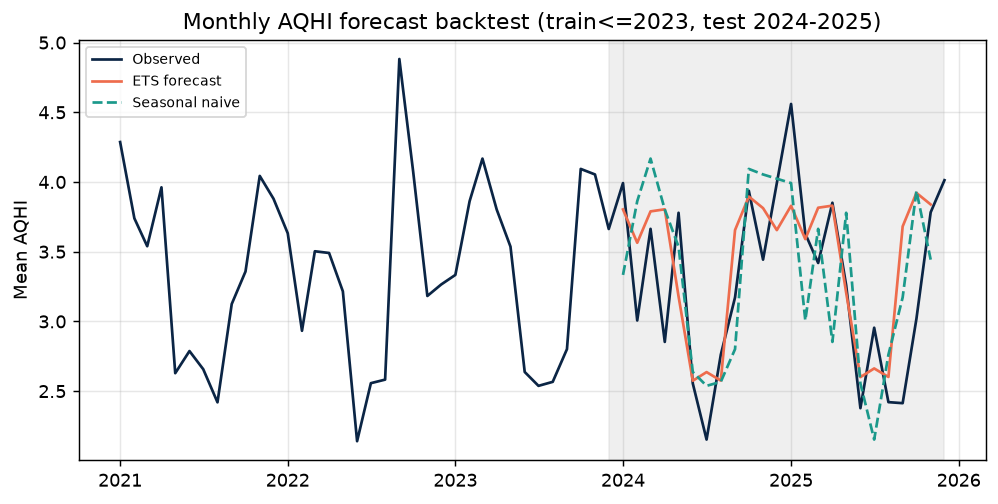 Monthly AQHI forecast backtest (train<=2023, test 2024-2025)
Observed
ETS forecast
Seasonal naive
Mean AQHI
5.0
4.5
4.0
3.5
3.0
2.5
2021 2022 2023 2024 2025 2026